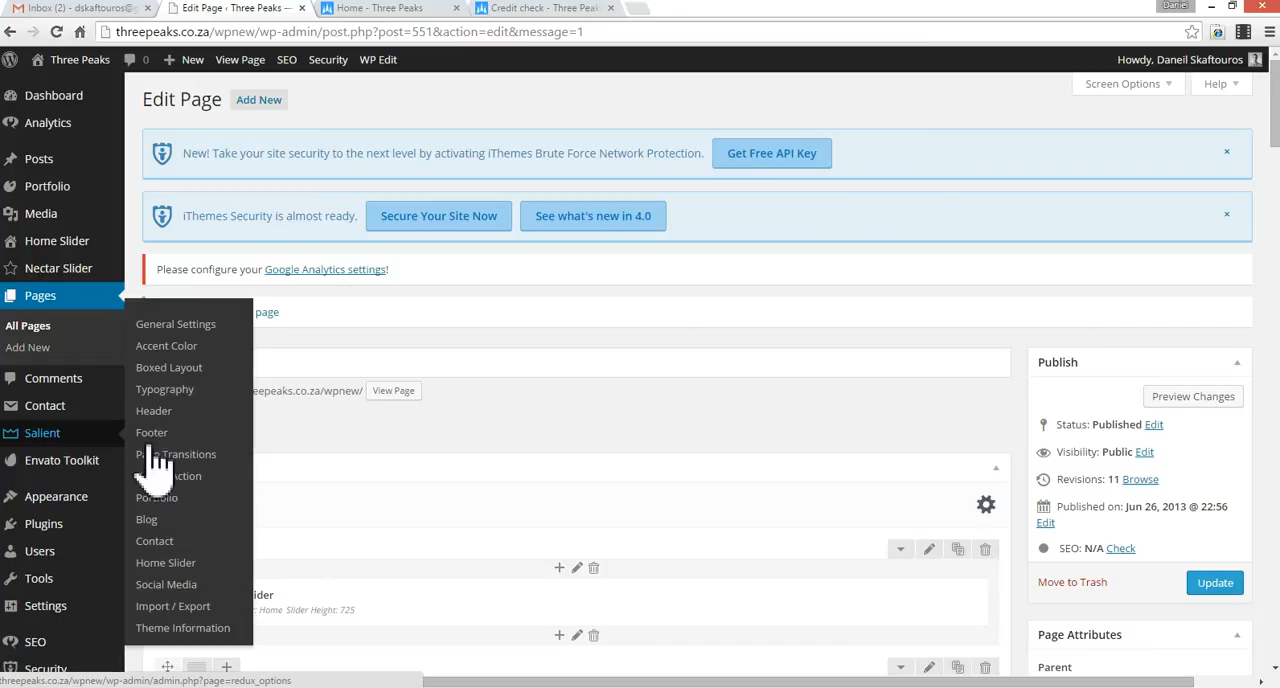 Inbox (2) - dskaftouros@g
Edit Page ‹ Three Peaks —
Home - Three Peaks
Credit check - Three Peaks
Daniel
threepeaks.co.za/wpnew/wp-admin/post.php?post=551&action=edit&message=1
Three Peaks
0
New
View Page
SEO
Security
WP Edit
Howdy, Daneil Skaftouros
Dashboard
Analytics
Posts
Portfolio
Media
Home Slider
Nectar Slider
Pages
All Pages
Add New
Comments
Contact
Salient
Envato Toolkit
Appearance
Plugins
Users
Tools
Settings
SEO
Security
General Settings
Accent Color
Boxed Layout
Typography
Header
Footer
Transitions
Action
Portfolio
Blog
Contact
Home Slider
Social Media
Import / Export
Theme Information
Edit Page
Add New
Screen Options
Help
New! Take your site security to the next level by activating iThemes Brute Force Network Protection.
Get Free API Key
iThemes Security is almost ready.
Secure Your Site Now
See what's new in 4.0
Please configure your Google Analytics settings!
page
eepeaks.co.za/wpnew/
View Page
ider
: Home Slider Height: 725
Publish
Preview Changes
Status: Published Edit
Visibility: Public Edit
Revisions: 11 Browse
Published on: Jun 26, 2013 @ 22:56
Edit
SEO: N/A Check
Move to Trash
Update
Page Attributes
Parent
threepeaks.co.za/wpnew/wp-admin/admin.php?page=redux_options